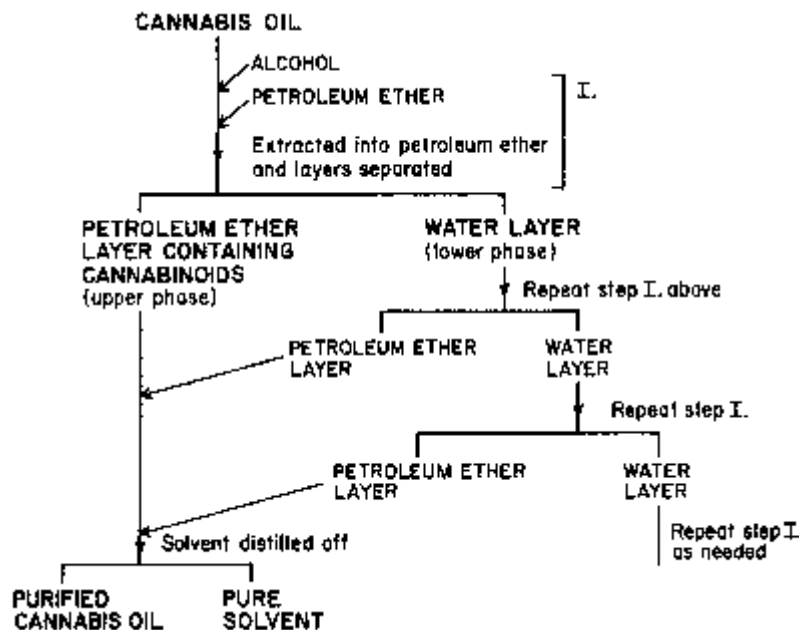 CANNABIS OIL
ALCOHOL
PETROLEUM ETHER
I.
Extracted into petroleum ether
and layers separated
PETROLEUM ETHER
LAYER CONTAINING
CANNABINOIDS
(upper phase)
WATER LAYER
(lower phase)
Repeat step I. above
PETROLEUM ETHER
LAYER
WATER
LAYER
Repeat step I.
PETROLEUM ETHER
LAYER
WATER
LAYER
Repeat step I.
as needed
Solvent distilled off
PURIFIED
CANNABIS OIL
PURE
SOLVENT